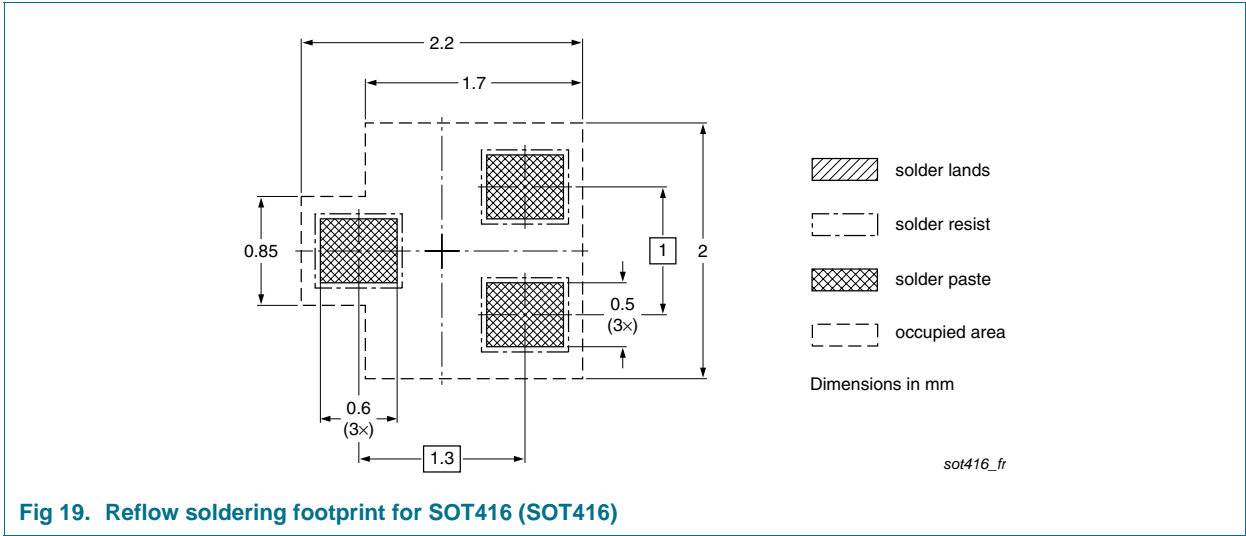 2.2
1.7
solder lands
solder resist
0.85
1
2
solder paste
0.5
(3×)
occupied area
Dimensions in mm
0.6
(3×)
1.3
sot416_fr
Fig 19. Reflow soldering footprint for SOT416 (SOT416)